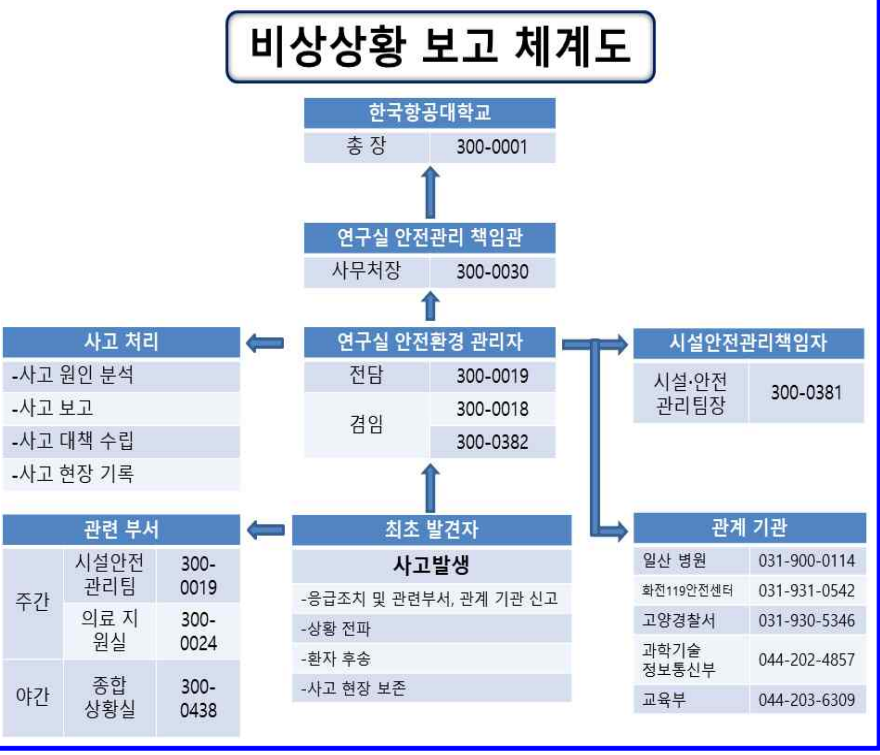 비상상황 보고 체계도
한국항공대학교
총 장 300-0001
연구실 안전관리 책임관
사무처장 300-0030
사고 처리
-사고 원인 분석
-사고 보고
-사고 대책 수립
-사고 현장 기록
연구실 안전환경 관리자
전담 300-0019
겸임 300-0018
300-0382
시설안전관리책임자
시설·안전
관리팀장
300-0381
관련 부서
주간
시설안전
관리팀
300-
0019
의료 지
원실
300-
0024
야간
종합
상황실
300-
0438
최초 발견자
사고발생
-응급조치 및 관련부서, 관계 기관 신고
-상황 전파
-환자 후송
-사고 현장 보존
관계 기관
일산 병원 031-900-0114
화전119안전센터 031-931-0542
고양경찰서 031-930-5346
과학기술
정보통신부
044-202-4857
교육부 044-203-6309